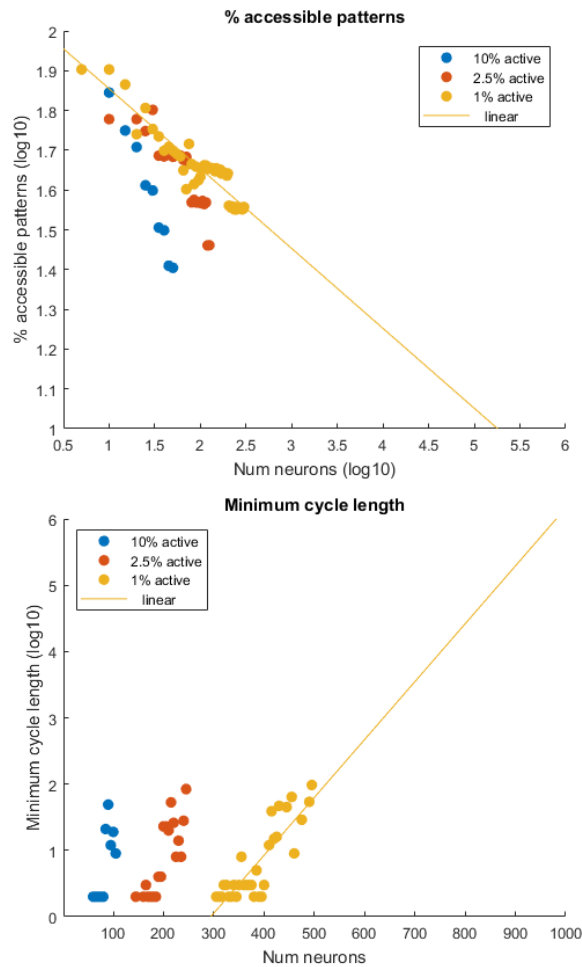 % accessible patterns
2
1.9
1.8
1.7
1.6
1.5
1.4
1.3
1.2
1.1
1
% accessible patterns (log10)
10% active
2.5% active
1% active
linear
0.5 1 1.5 2 2.5 3 3.5 4 4.5 5 5.5 6
Num neurons (log10)
Minimum cycle length
6
5
4
3
2
1
0
Minimum cycle length (log10)
10% active
2.5% active
1% active
linear
100 200 300 400 500 600 700 800 900 1000
Num neurons